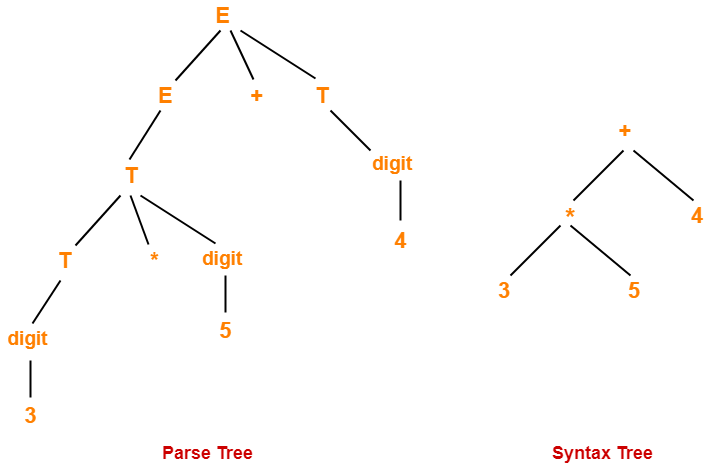 E
E + T
+
digit
T
* 4
T * digit
4
3 5
5
digit
3
Parse Tree Syntax Tree